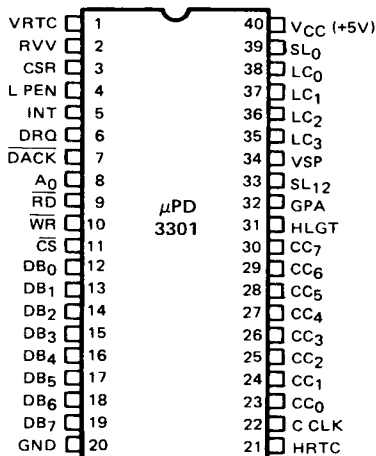 VRTC 1 40 VCC (+5V)
RVV 2 39 SL0
CSR 3 38 LC0
L PEN 4 37 LC1
INT 5 36 LC2
DRQ 6 35 LC3
DACK 7 34 VSP
A0 8 33 SL12
RD 9 μPD 32 GPA
WR 10 3301 31 HLGT
CS 11 30 CC7
DB0 12 29 CC6
DB1 13 28 CC5
DB2 14 27 CC4
DB3 15 26 CC3
DB4 16 25 CC2
DB5 17 24 CC1
DB6 18 23 CC0
DB7 19 22 C CLK
GND 20 21 HRTC